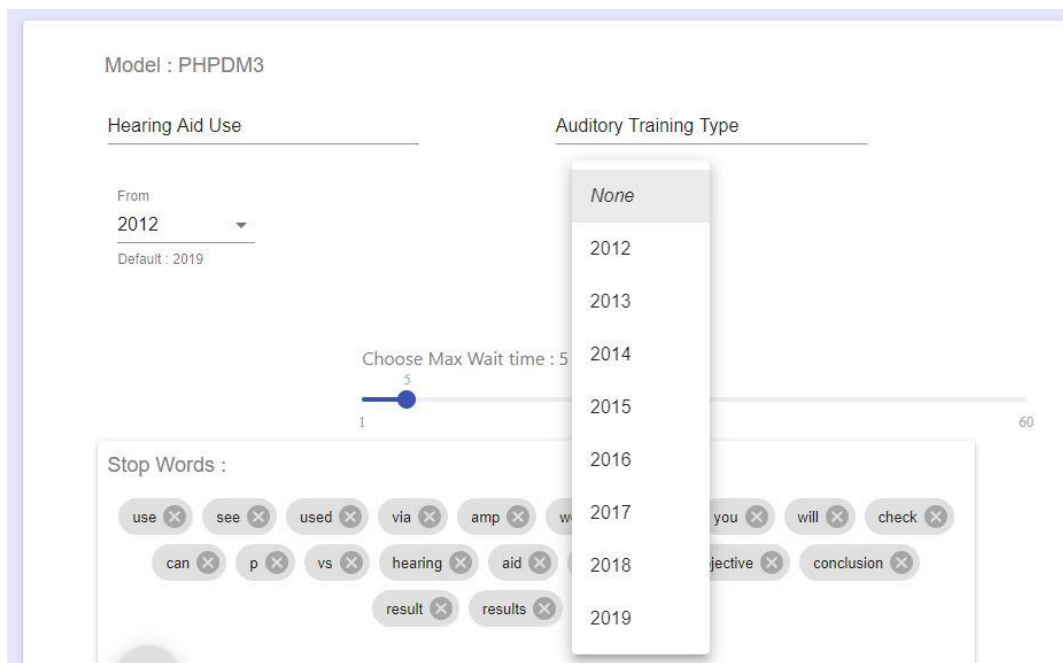 Model : PHPDM3
Hearing Aid Use
Auditory Training Type
From
2012
Default : 2019
None
2012
2013
2014
2015
2016
2017
2018
2019
Choose Max Wait time : 5
5
1
60
Stop Words :
use see used via amp you will check
can p vs hearing aid conclusion
result results